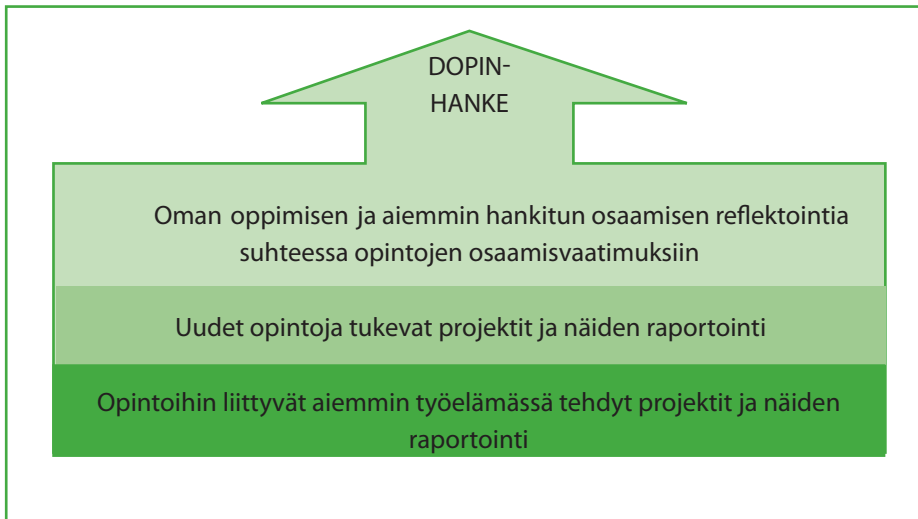 DOPIN-
HANKE
Oman oppimisen ja aiemmin hankitun osaamisen reflektointia
suhteessa opintojen osaamisvaatimuksiin
Uudet opintoja tukevat projektit ja näiden raportointi
Opintoihin liittyvät aiemmin työelämässä tehdyt projektit ja näiden
raportointi